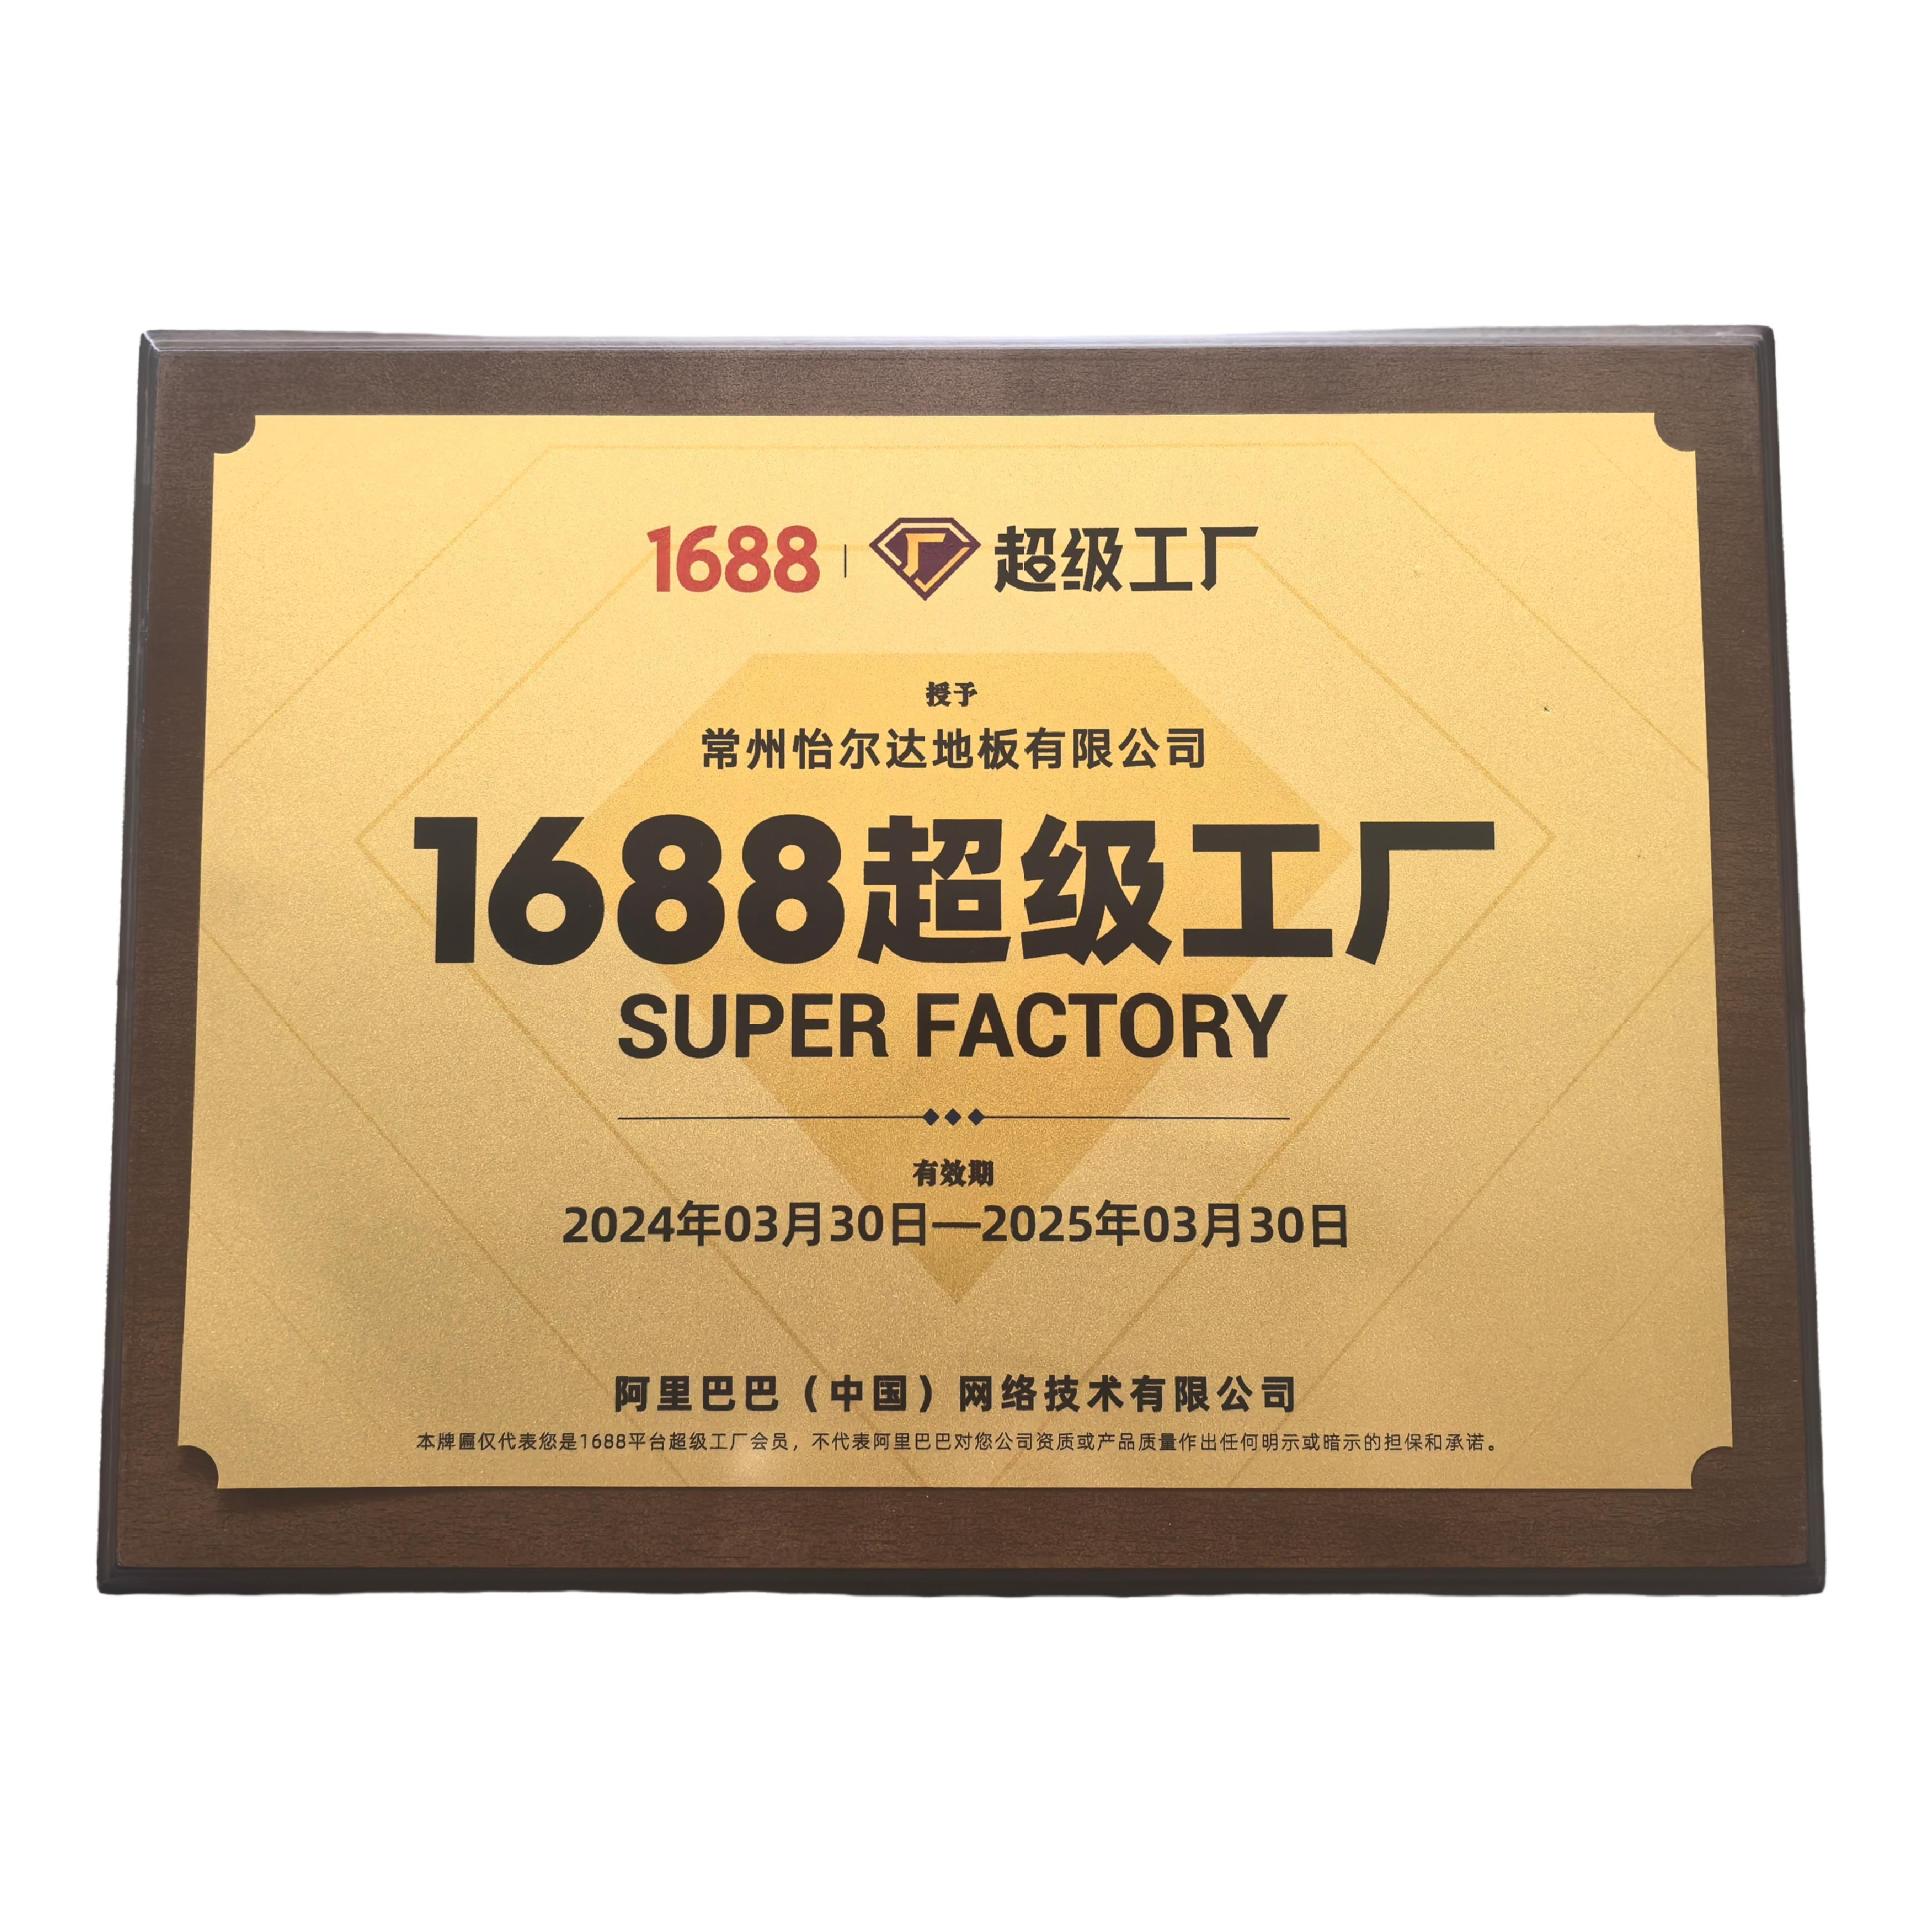 1688 | 超级工厂
授予
常州怡尔达地板有限公司
1688超级工厂
SUPER FACTORY
有效期
2024年03月30日—2025年03月30日
阿里巴巴（中国）网络技术有限公司
本牌匾仅代表您是1688平台超级工厂会员，不代表阿里巴巴对您公司资质或产品质量作出任何明示或暗示的担保和承诺。